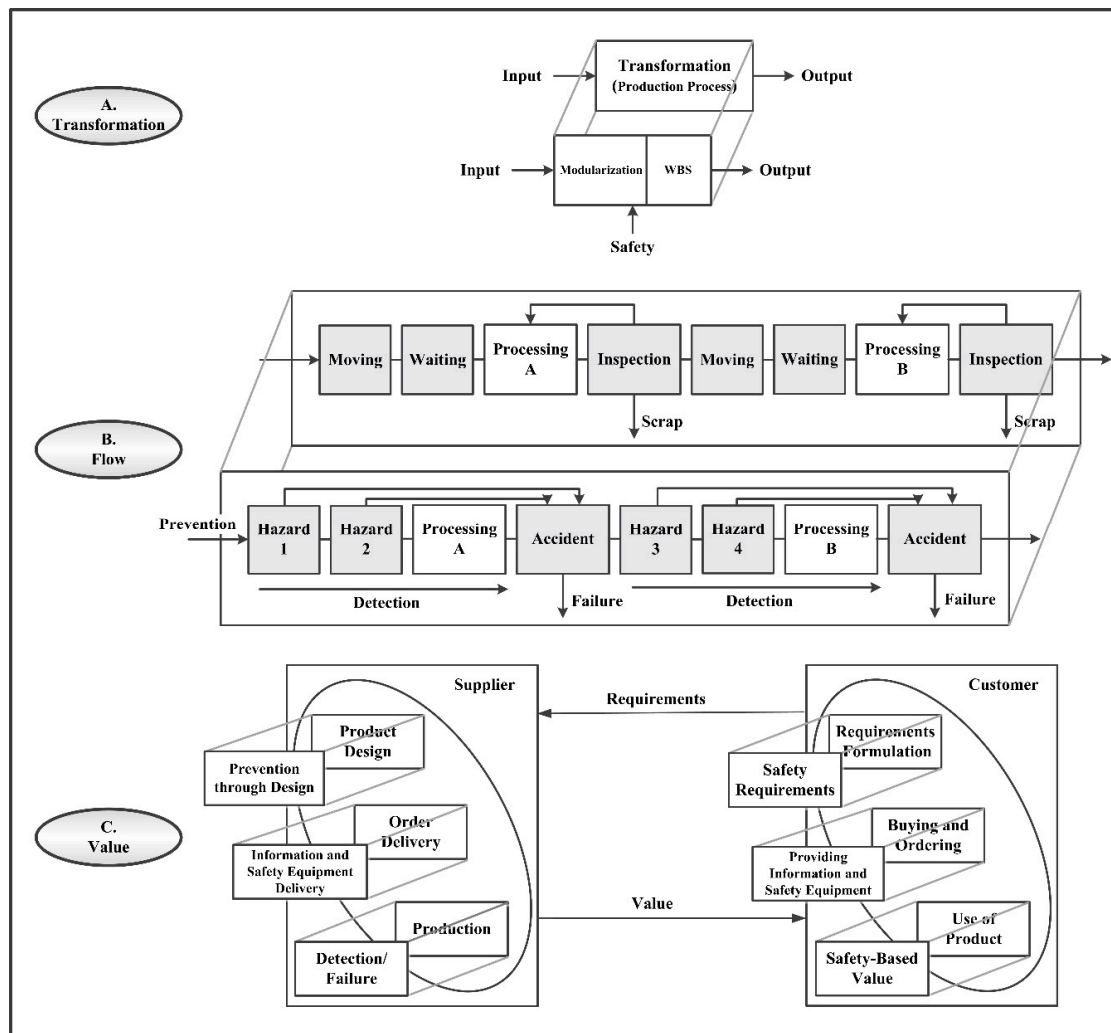 A.
Transformation
Input
Transformation
(Production Process)
Output
Input
Modularization
WBS
Output
Safety
B.
Flow
Moving
Waiting
Processing
A
Inspection
Moving
Waiting
Processing
B
Inspection
Scrap
Scrap
Prevention
Hazard
1
Hazard
2
Processing
A
Accident
Hazard
3
Hazard
4
Processing
B
Accident
Detection
Failure
Detection
Failure
C.
Value
Supplier
Product
Design
Prevention
through Design
Order
Delivery
Information and
Safety Equipment
Delivery
Production
Detection/
Failure
Requirements
Value
Customer
Requirements
Formulation
Safety
Requirements
Buying and
Ordering
Providing
Information and
Safety Equipment
Use of
Product
Safety-Based
Value